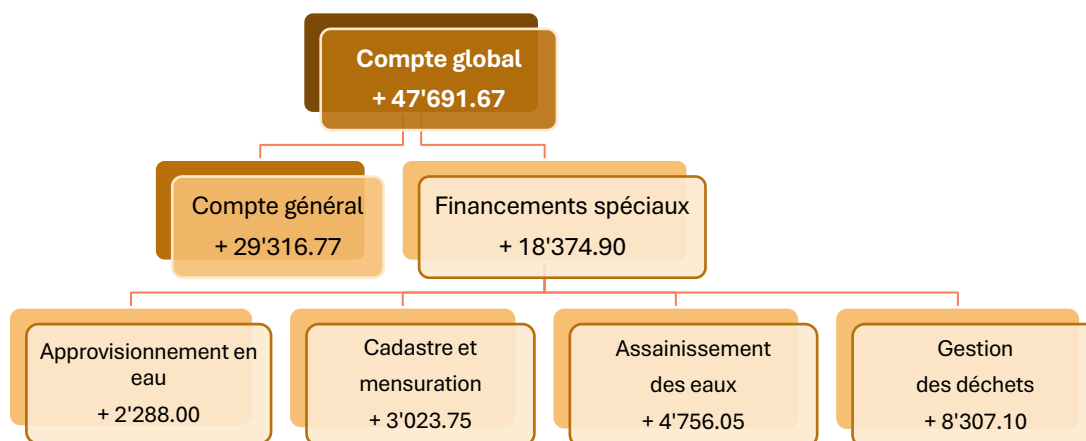 Compte global
+ 47'691.67
Compte général
+ 29'316.77
Financements spéciaux
+ 18'374.90
Approvisionnement en
eau
+ 2'288.00
Cadastre et
mensuration
+ 3'023.75
Assainissement
des eaux
+ 4'756.05
Gestion
des déchets
+ 8'307.10